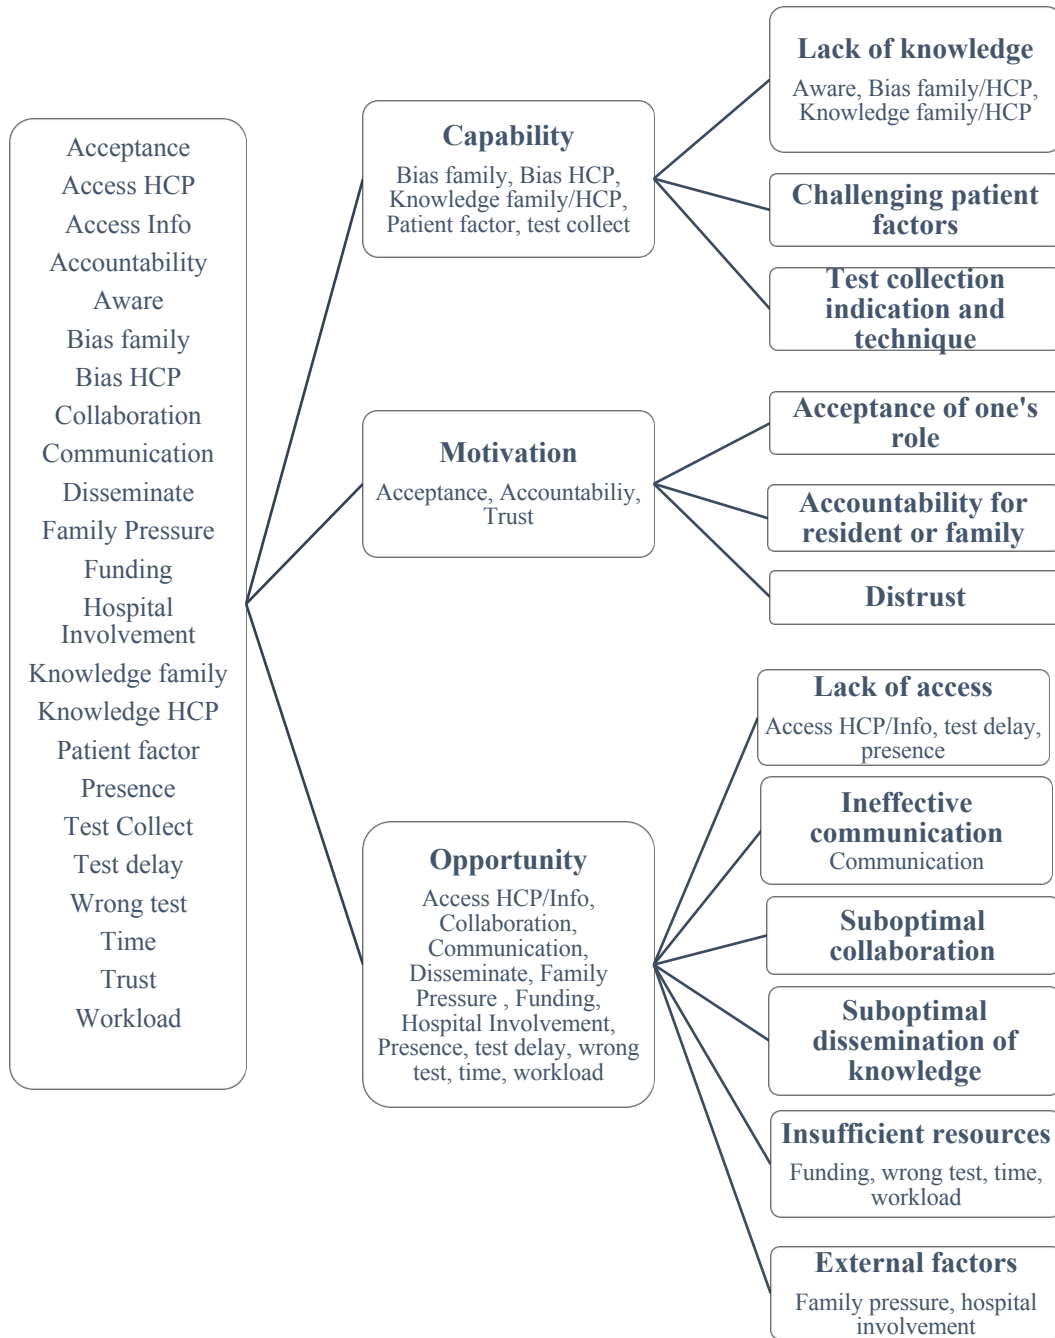 Acceptance
Access HCP
Access Info
Accountability
Aware
Bias family
Bias HCP
Collaboration
Communication
Disseminate
Family Pressure
Funding
Hospital
Involvement
Knowledge family
Knowledge HCP
Patient factor
Presence
Test Collect
Test delay
Wrong test
Time
Trust
Workload
Capability
Bias family, Bias HCP,
Knowledge family/HCP,
Patient factor, test collect
Motivation
Acceptance, Accountabiliy,
Trust
Opportunity
Access HCP/Info,
Collaboration,
Communication,
Disseminate, Family
Pressure , Funding,
Hospital Involvement,
Presence, test delay, wrong
test, time, workload
Lack of knowledge
Aware, Bias family/HCP,
Knowledge family/HCP
Challenging patient
factors
Test collection
indication and
technique
Acceptance of one's
role
Accountability for
resident or family
Distrust
Lack of access
Access HCP/Info, test delay,
presence
Ineffective
communication
Communication
Suboptimal
collaboration
Suboptimal
dissemination of
knowledge
Insufficient resources
Funding, wrong test, time,
workload
External factors
Family pressure, hospital
involvement